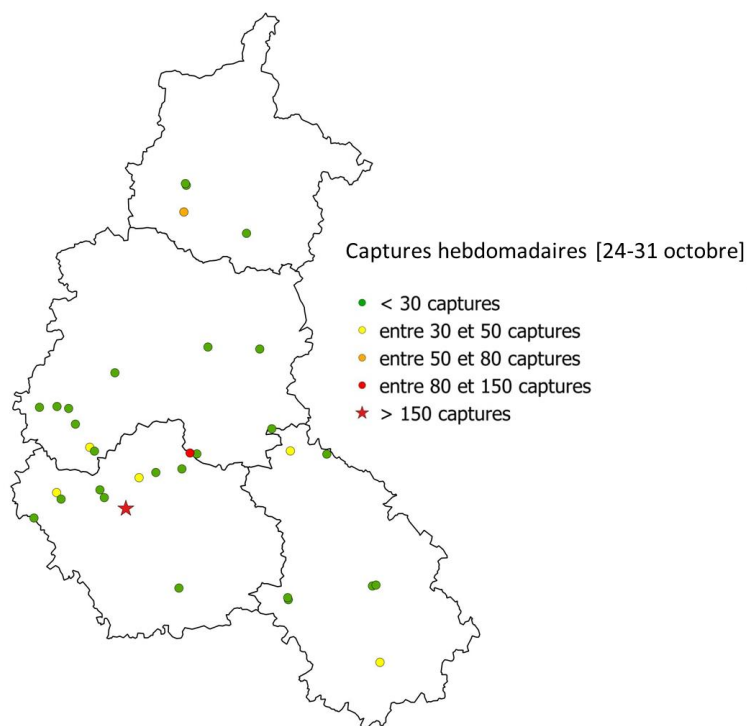 Captures hebdomadaires [24-31 octobre]
< 30 captures
entre 30 et 50 captures
entre 50 et 80 captures
entre 80 et 150 captures
> 150 captures